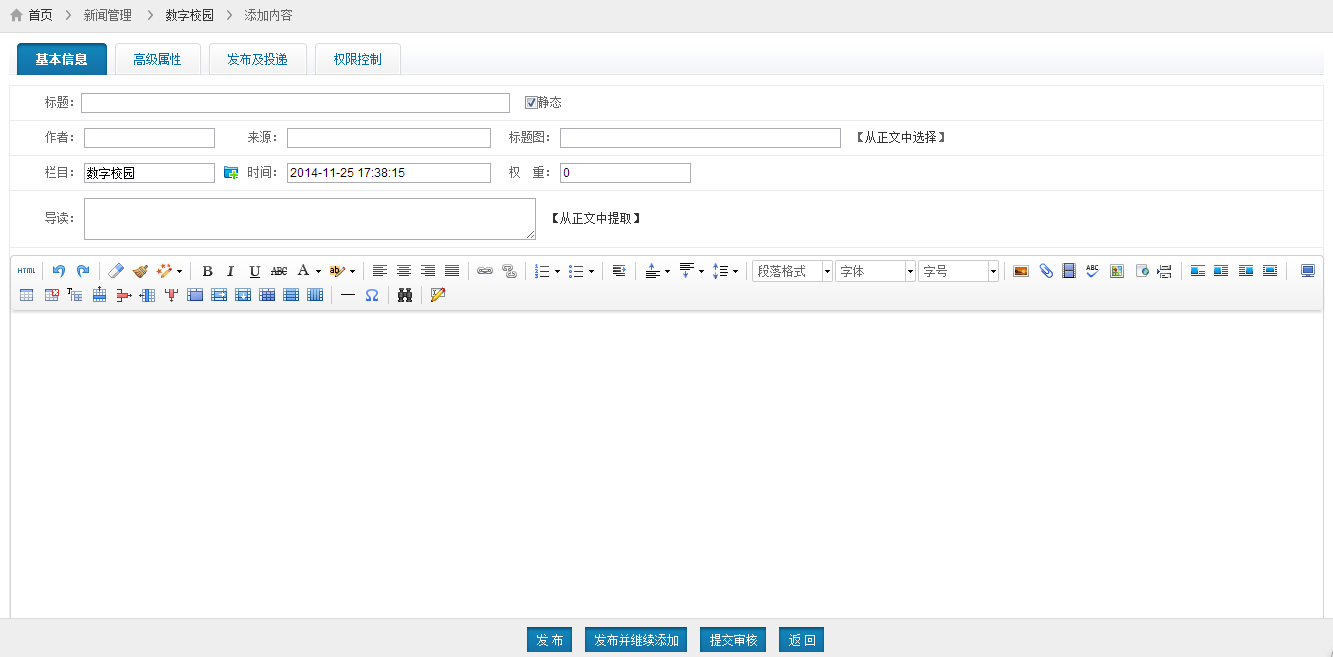 首页 > 新闻管理 > 数字校园 > 添加内容
基本信息 高级属性 发布及投递 权限控制
标题: 静态
作者: 来源: 标题图: 【从正文中选择】
栏目: 数字校园 时间: 2014-11-25 17:38:15 权 重: 0
导读: 【从正文中提取】
HTML B I U ABC A ab 段落格式 字体 字号 ABC
T Ω
发 布 发布并继续添加 提交审核 返 回